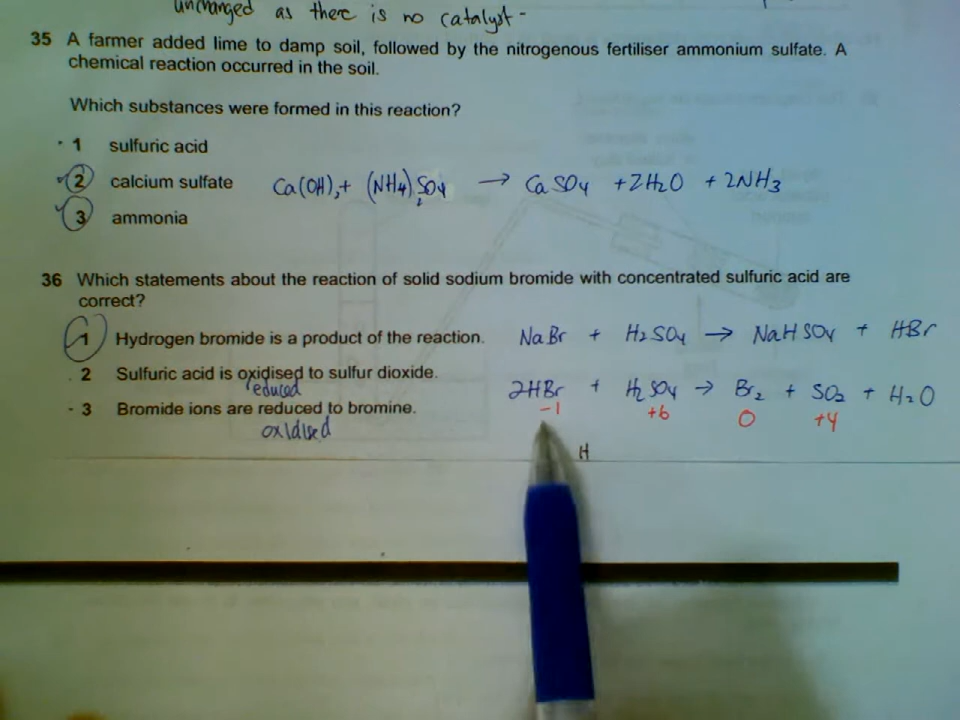 unchanged as there is no catalyst -
35 A farmer added lime to damp soil, followed by the nitrogenous fertiliser ammonium sulfate. A
chemical reaction occurred in the soil.
Which substances were formed in this reaction?
1 sulfuric acid
2 calcium sulfate Ca(OH)₂ + (NH₄)₂SO₄ → CaSO₄ + 2H₂O + 2NH₃
3 ammonia
36 Which statements about the reaction of solid sodium bromide with concentrated sulfuric acid are
correct?
1 Hydrogen bromide is a product of the reaction. NaBr + H₂SO₄ → NaHSO₄ + HBr
2 Sulfuric acid is oxidised to sulfur dioxide.
reduced 2HBr + H₂SO₄ → Br₂ + SO₂ + H₂O
3 Bromide ions are reduced to bromine. -1 +6 0 +4
oxidised
H